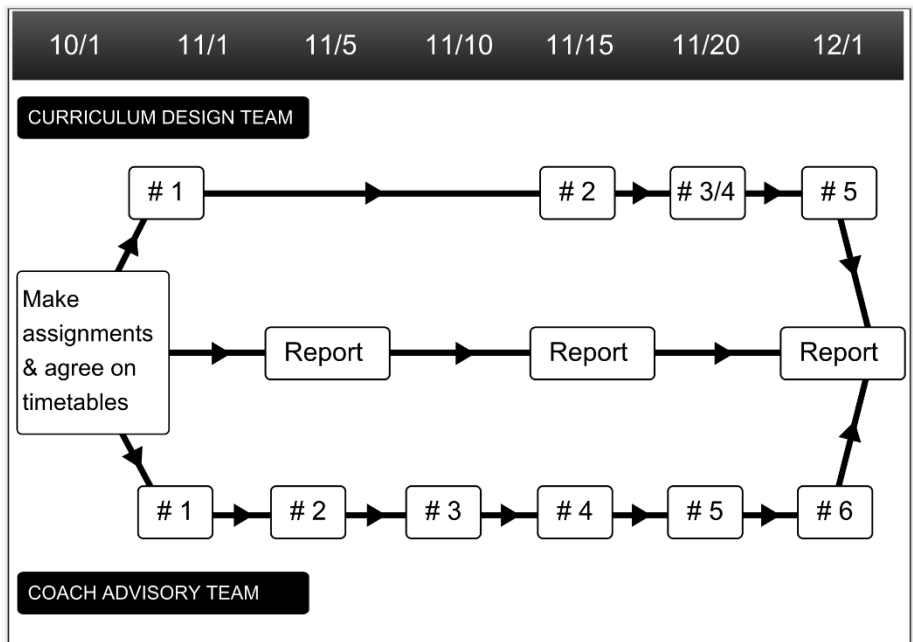 10/1 11/1 11/5 11/10 11/15 11/20 12/1
CURRICULUM DESIGN TEAM
# 1 # 2 # 3/4 # 5
Make
assignments
& agree on
timetables
Report Report Report
# 1 # 2 # 3 # 4 # 5 # 6
COACH ADVISORY TEAM